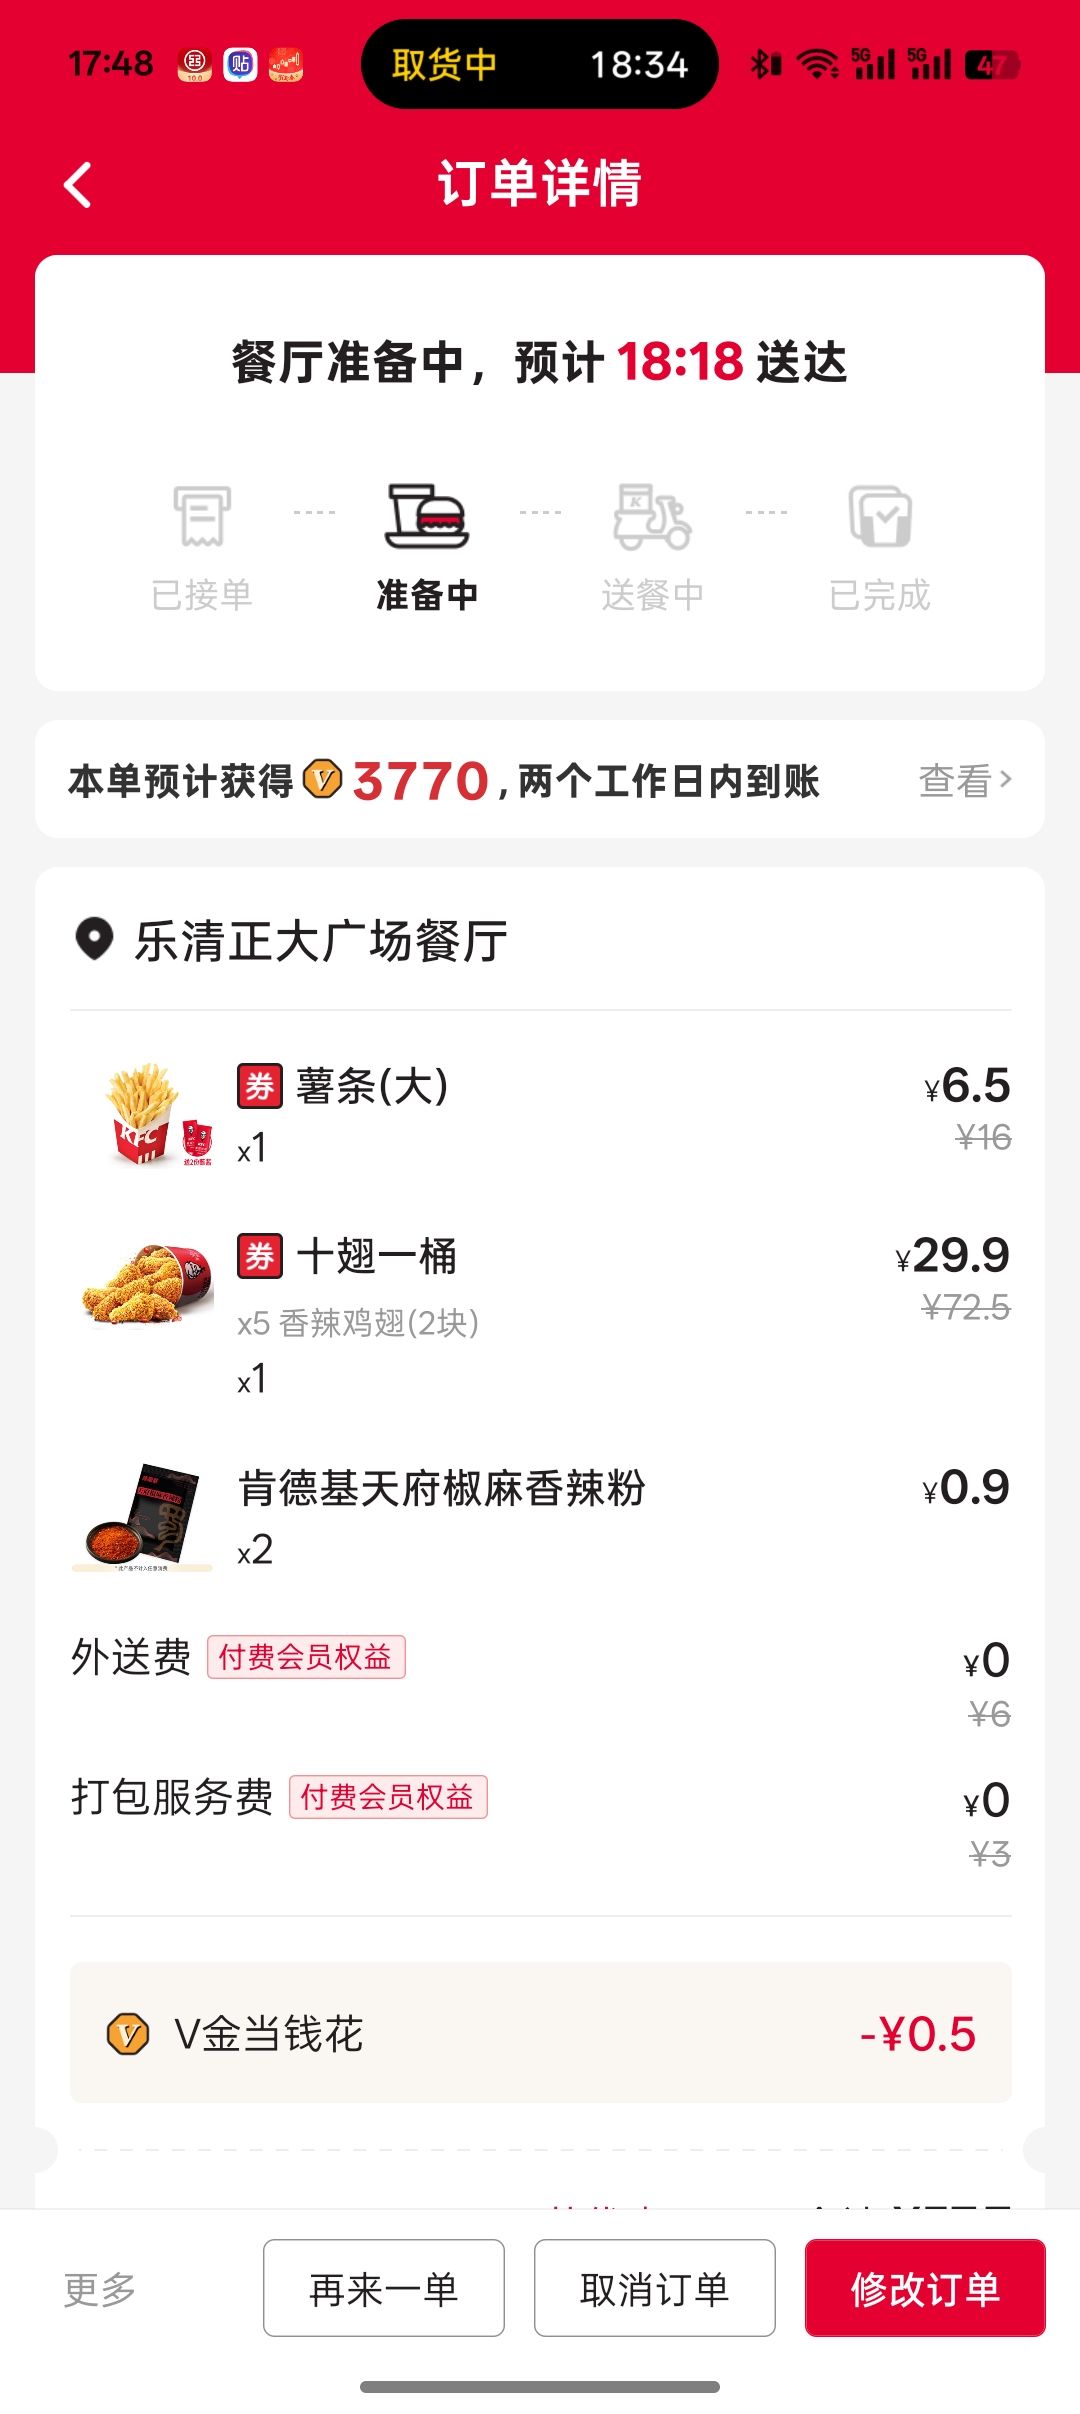 17:48
取货中 18:34
5G 5G 47
订单详情
餐厅准备中，预计 18:18 送达
已接单 准备中 送餐中 已完成
本单预计获得 V 3770，两个工作日内到账 查看
乐清正大广场餐厅
券 薯条(大) ¥6.5
¥16
x1
KFC
券 十翅一桶 ¥29.9
¥72.5
x5 香辣鸡翅(2块)
x1
肯德基天府椒麻香辣粉 ¥0.9
x2
外送费 付费会员权益 ¥0
¥6
打包服务费 付费会员权益 ¥0
¥3
V金当钱花 -¥0.5
更多 再来一单 取消订单 修改订单